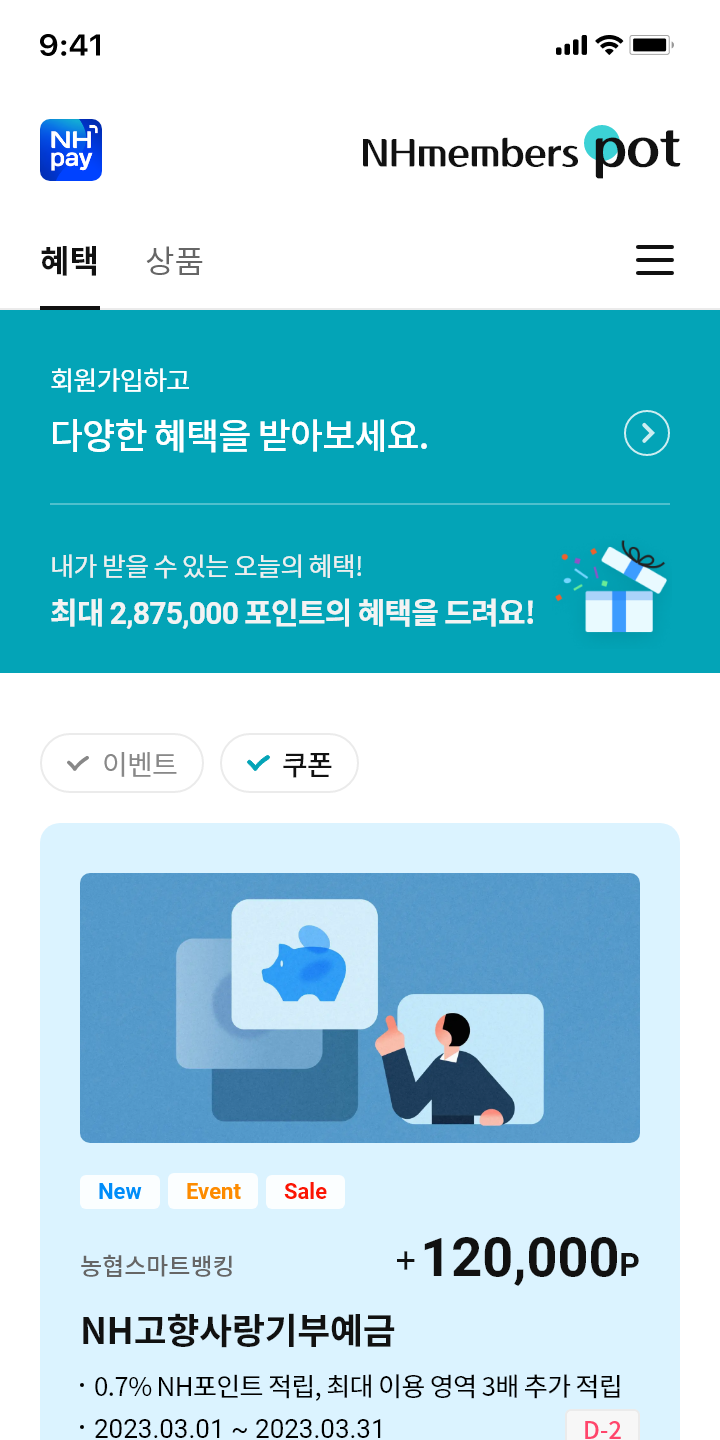 9:41
NH pay
NHmembers pot
혜택 상품
회원가입하고
다양한 혜택을 받아보세요.
내가 받을 수 있는 오늘의 혜택!
최대 2,875,000 포인트의 혜택을 드려요!
이벤트 쿠폰
New Event Sale
농협스마트뱅킹 +120,000P
NH고향사랑기부예금
· 0.7% NH포인트 적립, 최대 이용 영역 3배 추가 적립
· 2023.03.01 ~ 2023.03.31 D-2